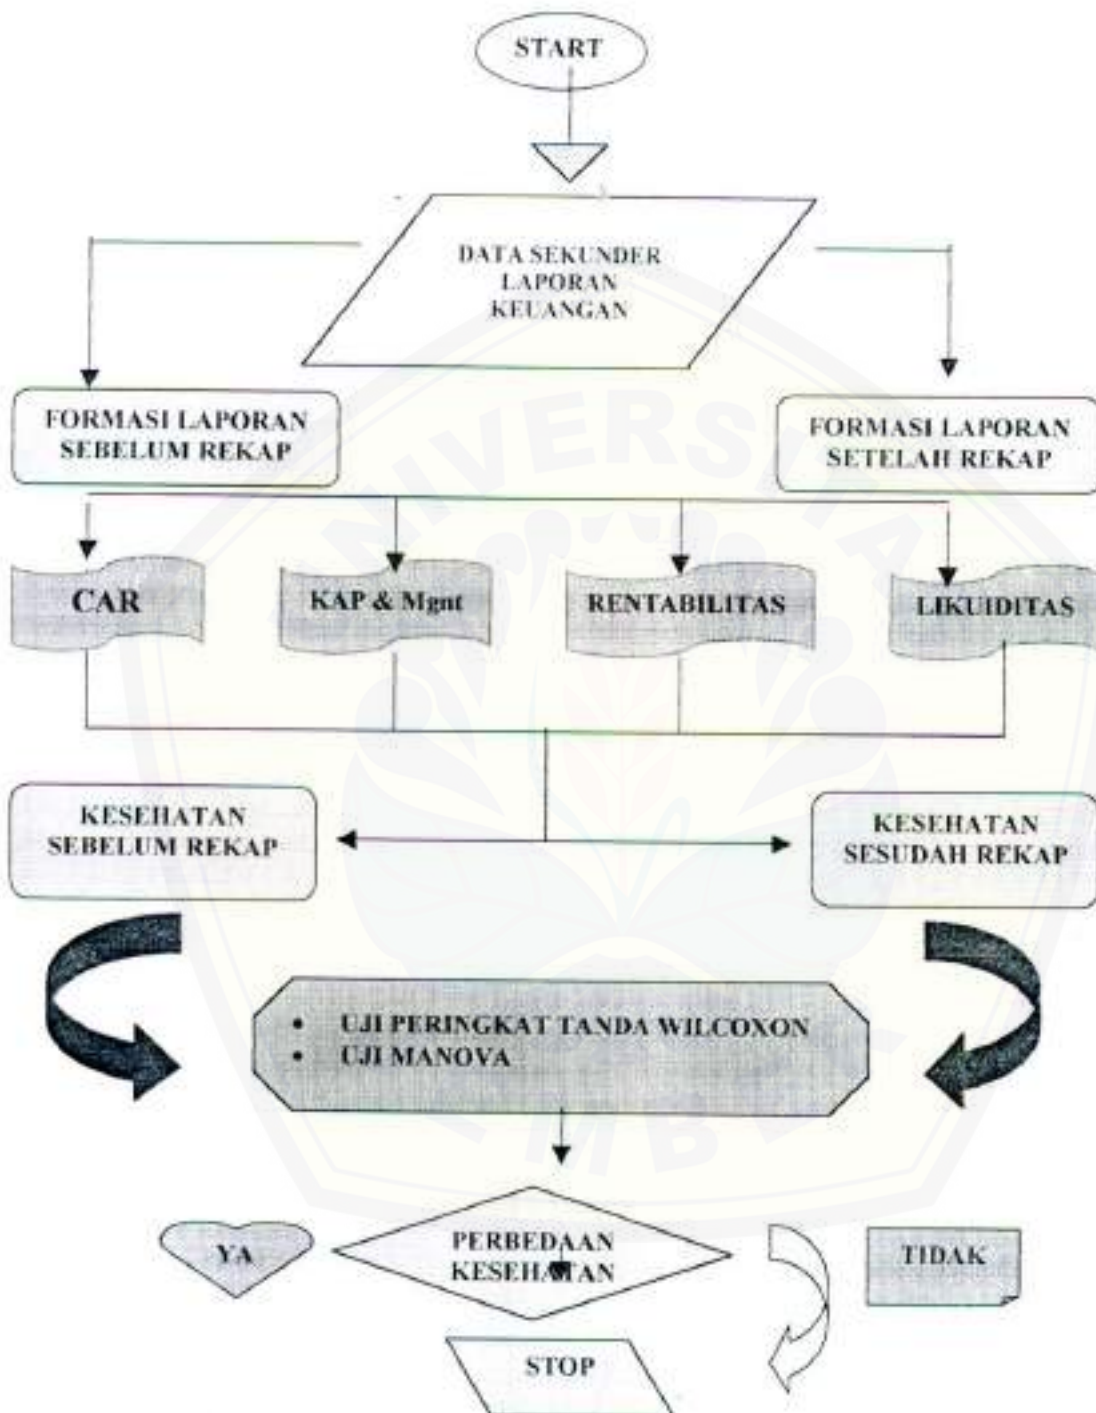 START
DATA SEKUNDER
LAPORAN
KEUANGAN
FORMASI LAPORAN
SEBELUM REKAP
FORMASI LAPORAN
SETELAH REKAP
CAR
KAP & Mgnt
RENTABILITAS
LIKUIDITAS
KESEHATAN
SEBELUM REKAP
KESEHATAN
SESUDAH REKAP
• UJI PERINGKAT TANDA WILCOXON
• UJI MANOVA
YA
PERBEDAAN
KESEHATAN
TIDAK
STOP